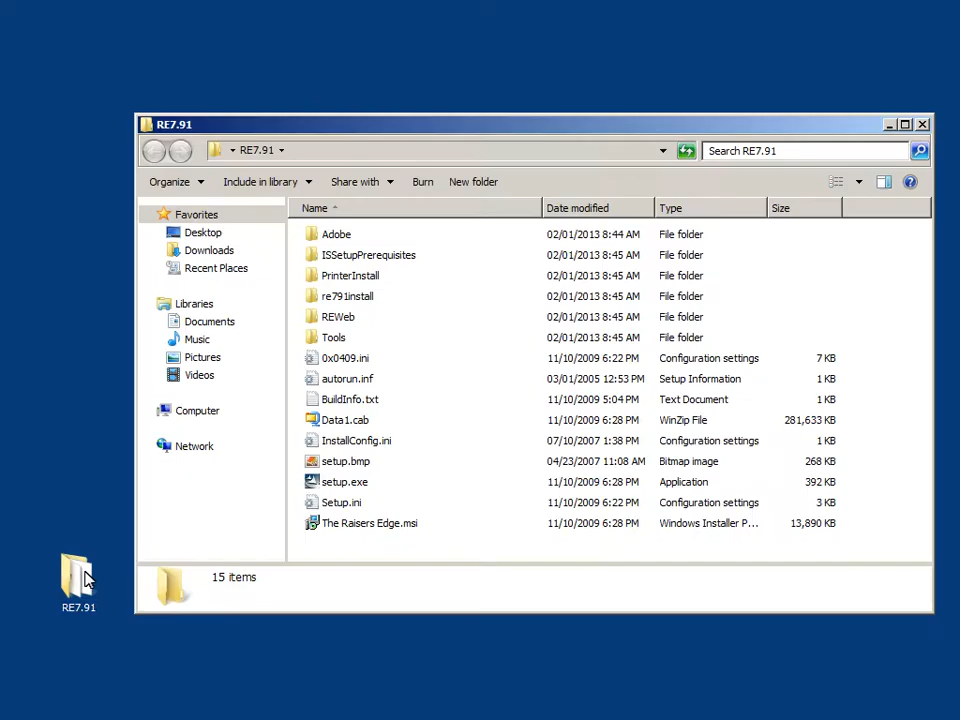 RE7.91
RE7.91
Search RE7.91
Organize Include in library Share with Burn New folder
Favorites
Desktop
Downloads
Recent Places
Libraries
Documents
Music
Pictures
Videos
Computer
Network
Name Date modified Type Size
Adobe 02/01/2013 8:44 AM File folder
ISSetupPrerequisites 02/01/2013 8:45 AM File folder
PrinterInstall 02/01/2013 8:45 AM File folder
re791install 02/01/2013 8:45 AM File folder
REWeb 02/01/2013 8:45 AM File folder
Tools 02/01/2013 8:45 AM File folder
0x0409.ini 11/10/2009 6:22 PM Configuration settings 7 KB
autorun.inf 03/01/2005 12:53 PM Setup Information 1 KB
BuildInfo.txt 11/10/2009 5:04 PM Text Document 1 KB
Data1.cab 11/10/2009 6:28 PM WinZip File 281,633 KB
InstallConfig.ini 07/10/2007 1:38 PM Configuration settings 1 KB
setup.bmp 04/23/2007 11:08 AM Bitmap image 268 KB
setup.exe 11/10/2009 6:28 PM Application 392 KB
Setup.ini 11/10/2009 6:22 PM Configuration settings 3 KB
The Raisers Edge.msi 11/10/2009 6:28 PM Windows Installer P... 13,890 KB
15 items
RE7.91